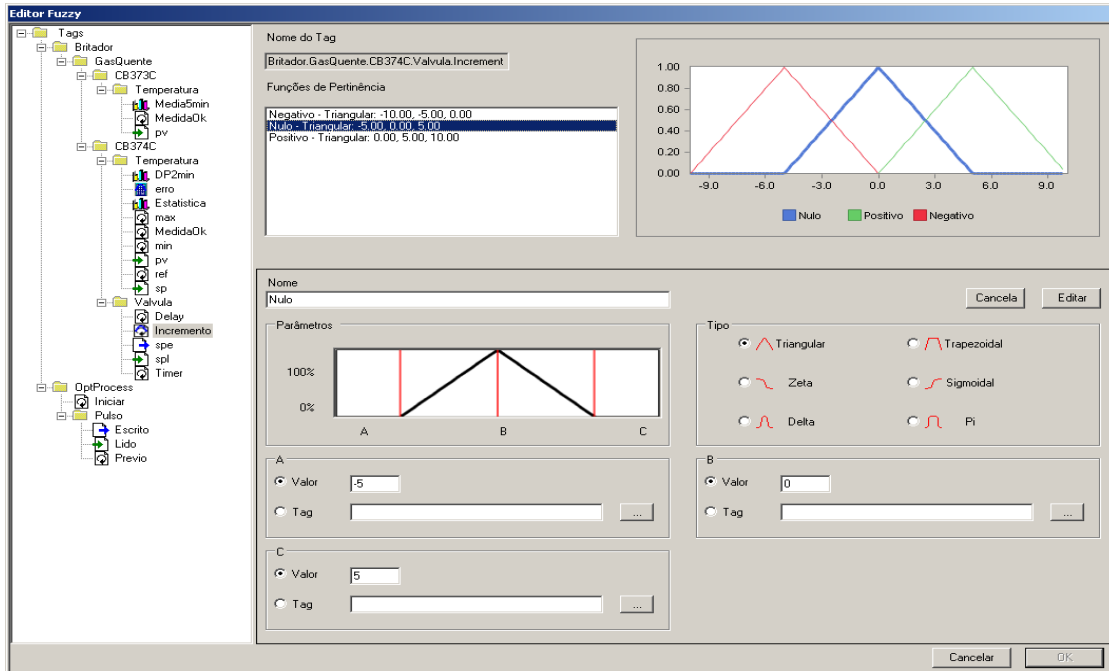 Editor Fuzzy
Tags
Britador
GasQuente
CB373C
Temperatura
Media5min
MedidaOk
pv
CB374C
Temperatura
DP2min
erro
Estatistica
max
MedidaOk
min
pv
ref
sp
Valvula
Delay
Incremento
spe
spl
Timer
OptProcess
Iniciar
Pulso
Escrito
Lido
Previo
Nome do Tag
Britador.GasQuente.CB374C.Valvula.Increment
Funções de Pertinência
Negativo - Triangular: -10.00, -5.00, 0.00
Nulo - Triangular: -5.00, 0.00, 5.00
Positivo - Triangular: 0.00, 5.00, 10.00
1.00
0.80
0.60
0.40
0.20
0.00
-9.0 -6.0 -3.0 0.0 3.0 6.0 9.0
Nulo Positivo Negativo
Nome
Nulo
Cancela Editar
Parâmetros
100%
0%
A B C
Tipo
Triangular Trapezoidal
Zeta Sigmoidal
Delta Pi
A
Valor -5
Tag ...
B
Valor 0
Tag ...
C
Valor 5
Tag ...
Cancelar OK